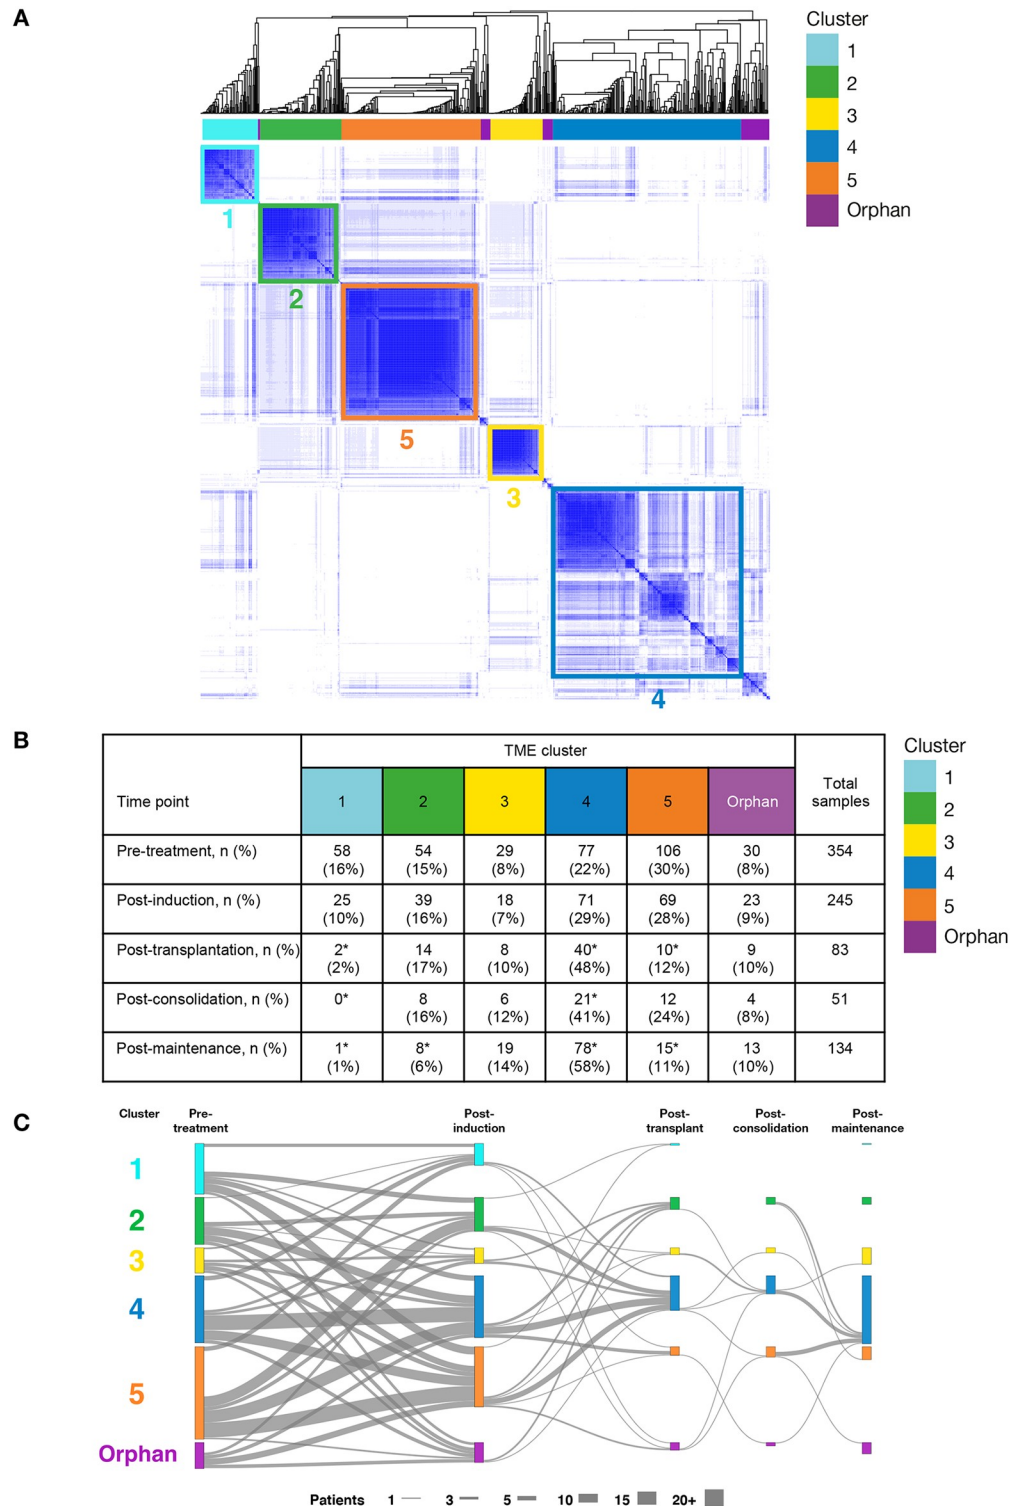 A
Cluster
1
2
3
4
5
Orphan
1
2
5
3
4
B
TME cluster
Time point
1
2
3
4
5
Orphan
Total
samples
Pre-treatment, n (%)
58
(16%)
54
(15%)
29
(8%)
77
(22%)
106
(30%)
30
(8%)
354
Post-induction, n (%)
25
(10%)
39
(16%)
18
(7%)
71
(29%)
69
(28%)
23
(9%)
245
Post-transplantation, n (%)
2*
(2%)
14
(17%)
8
(10%)
40*
(48%)
10*
(12%)
9
(10%)
83
Post-consolidation, n (%)
0*
8
(16%)
6
(12%)
21*
(41%)
12
(24%)
4
(8%)
51
Post-maintenance, n (%)
1*
(1%)
8*
(6%)
19
(14%)
78*
(58%)
15*
(11%)
13
(10%)
134
Cluster
1
2
3
4
5
Orphan
C
Cluster
Pre-
treatment
Post-
induction
Post-
transplant
Post-
consolidation
Post-
maintenance
1
2
3
4
5
Orphan
Patients 1 3 5 10 15 20+